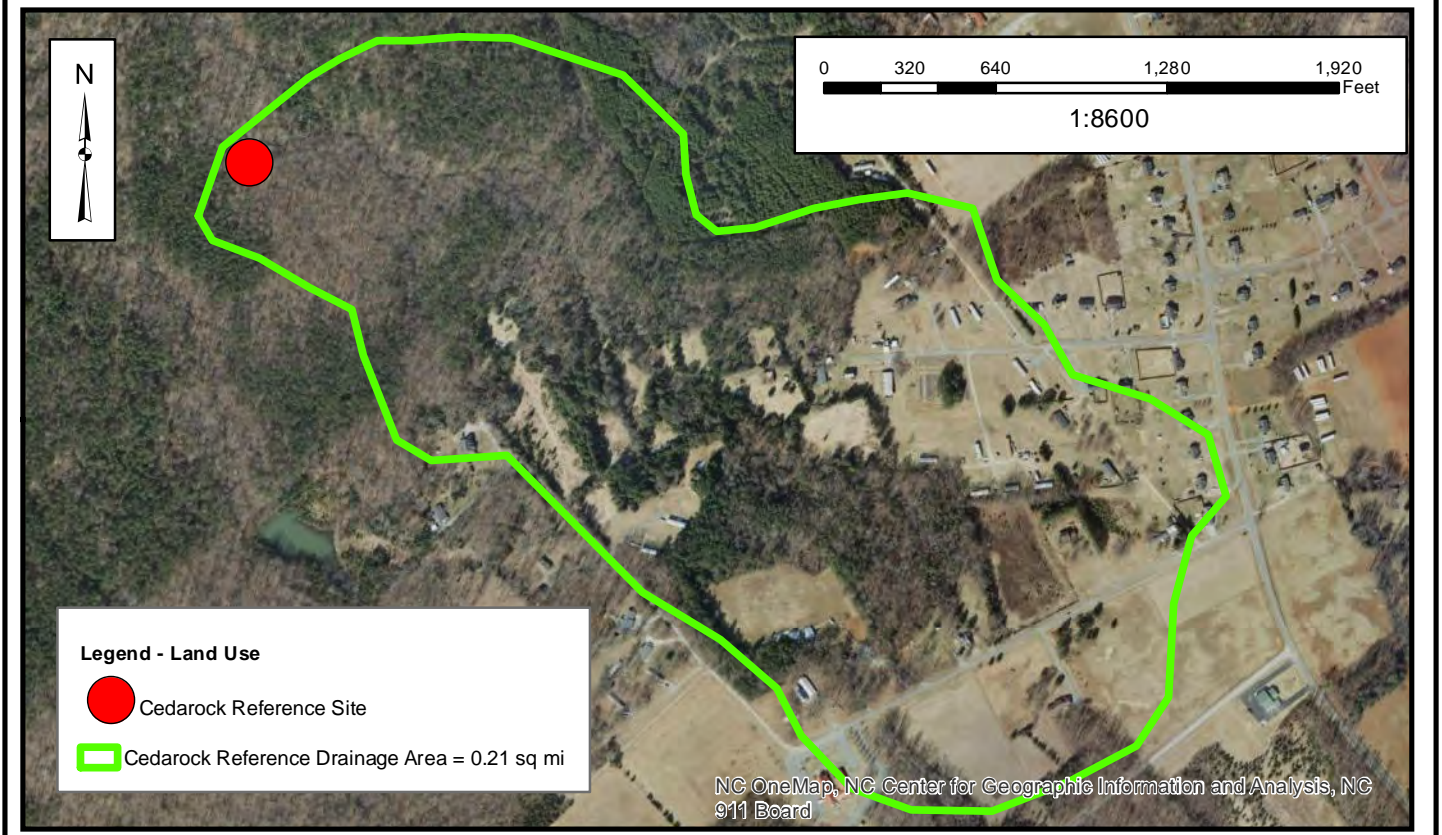 N
0 320 640 1,280 1,920
Feet
1:8600
Legend - Land Use
Cedarock Reference Site
Cedarock Reference Drainage Area = 0.21 sq mi
NC OneMap, NC Center for Geographic Information and Analysis, NC
911 Board